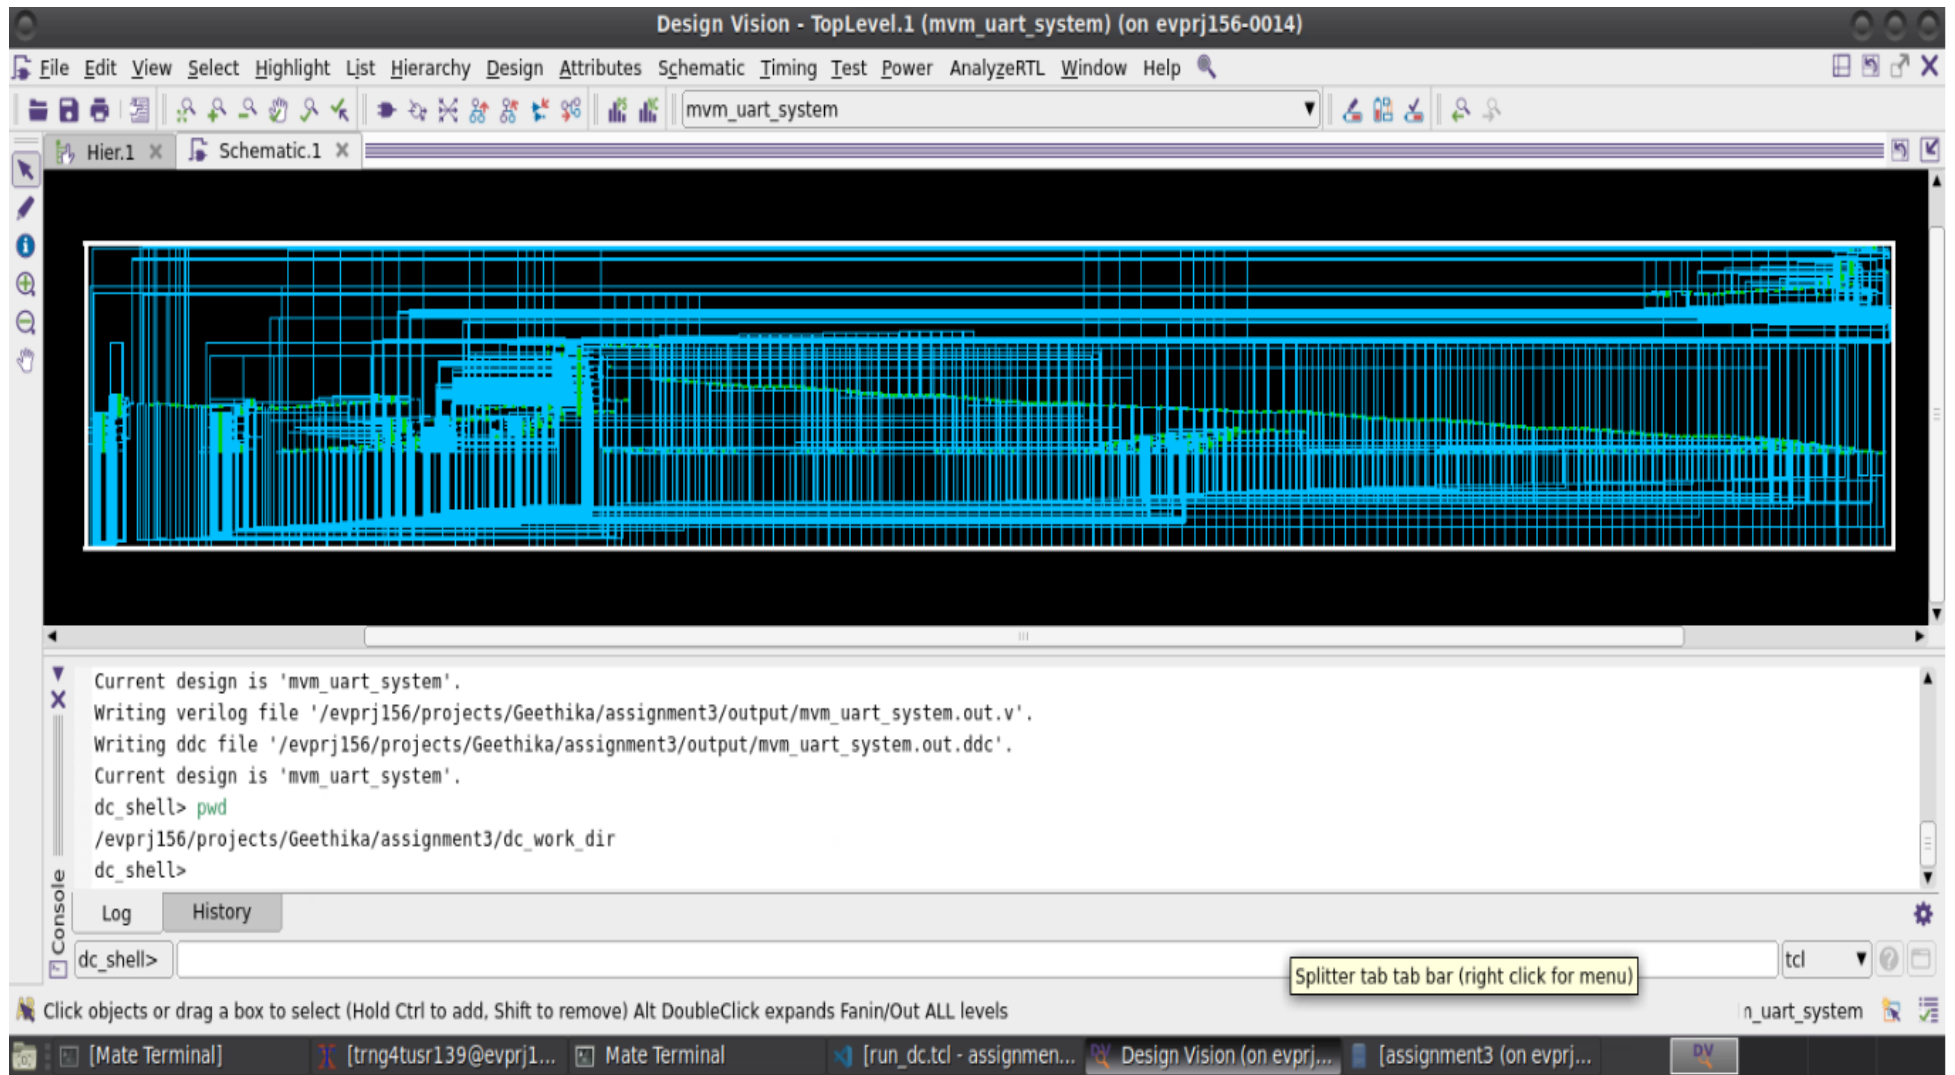 Design Vision - TopLevel.1 (mvm_uart_system) (on evprj156-0014)
File Edit View Select Highlight List Hierarchy Design Attributes Schematic Timing Test Power AnalyzeRTL Window Help
mvm_uart_system
Hier.1 Schematic.1
Current design is 'mvm_uart_system'.
Writing verilog file '/evprj156/projects/Geethika/assignment3/output/mvm_uart_system.out.v'.
Writing ddc file '/evprj156/projects/Geethika/assignment3/output/mvm_uart_system.out.ddc'.
Current design is 'mvm_uart_system'.
dc_shell> pwd
/evprj156/projects/Geethika/assignment3/dc_work_dir
dc_shell>
Console
Log History
dc_shell> tcl
Splitter tab tab bar (right click for menu)
Click objects or drag a box to select (Hold Ctrl to add, Shift to remove) Alt DoubleClick expands Fanin/Out ALL levels n_uart_system
[Mate Terminal] [trng4tusr139@evprj1... Mate Terminal [run_dc.tcl - assignmen... Design Vision (on evprj... [assignment3 (on evprj... DV